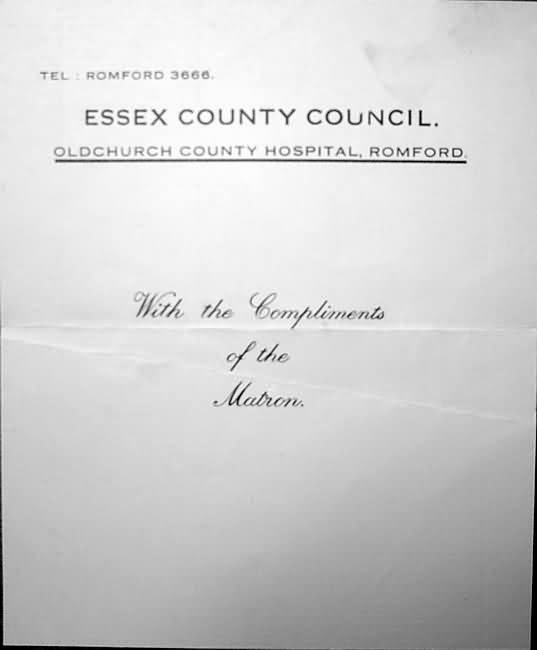 TEL : ROMFORD 3666.
ESSEX COUNTY COUNCIL.
OLDCHURCH COUNTY HOSPITAL, ROMFORD.
With the Compliments
of the
Matron.